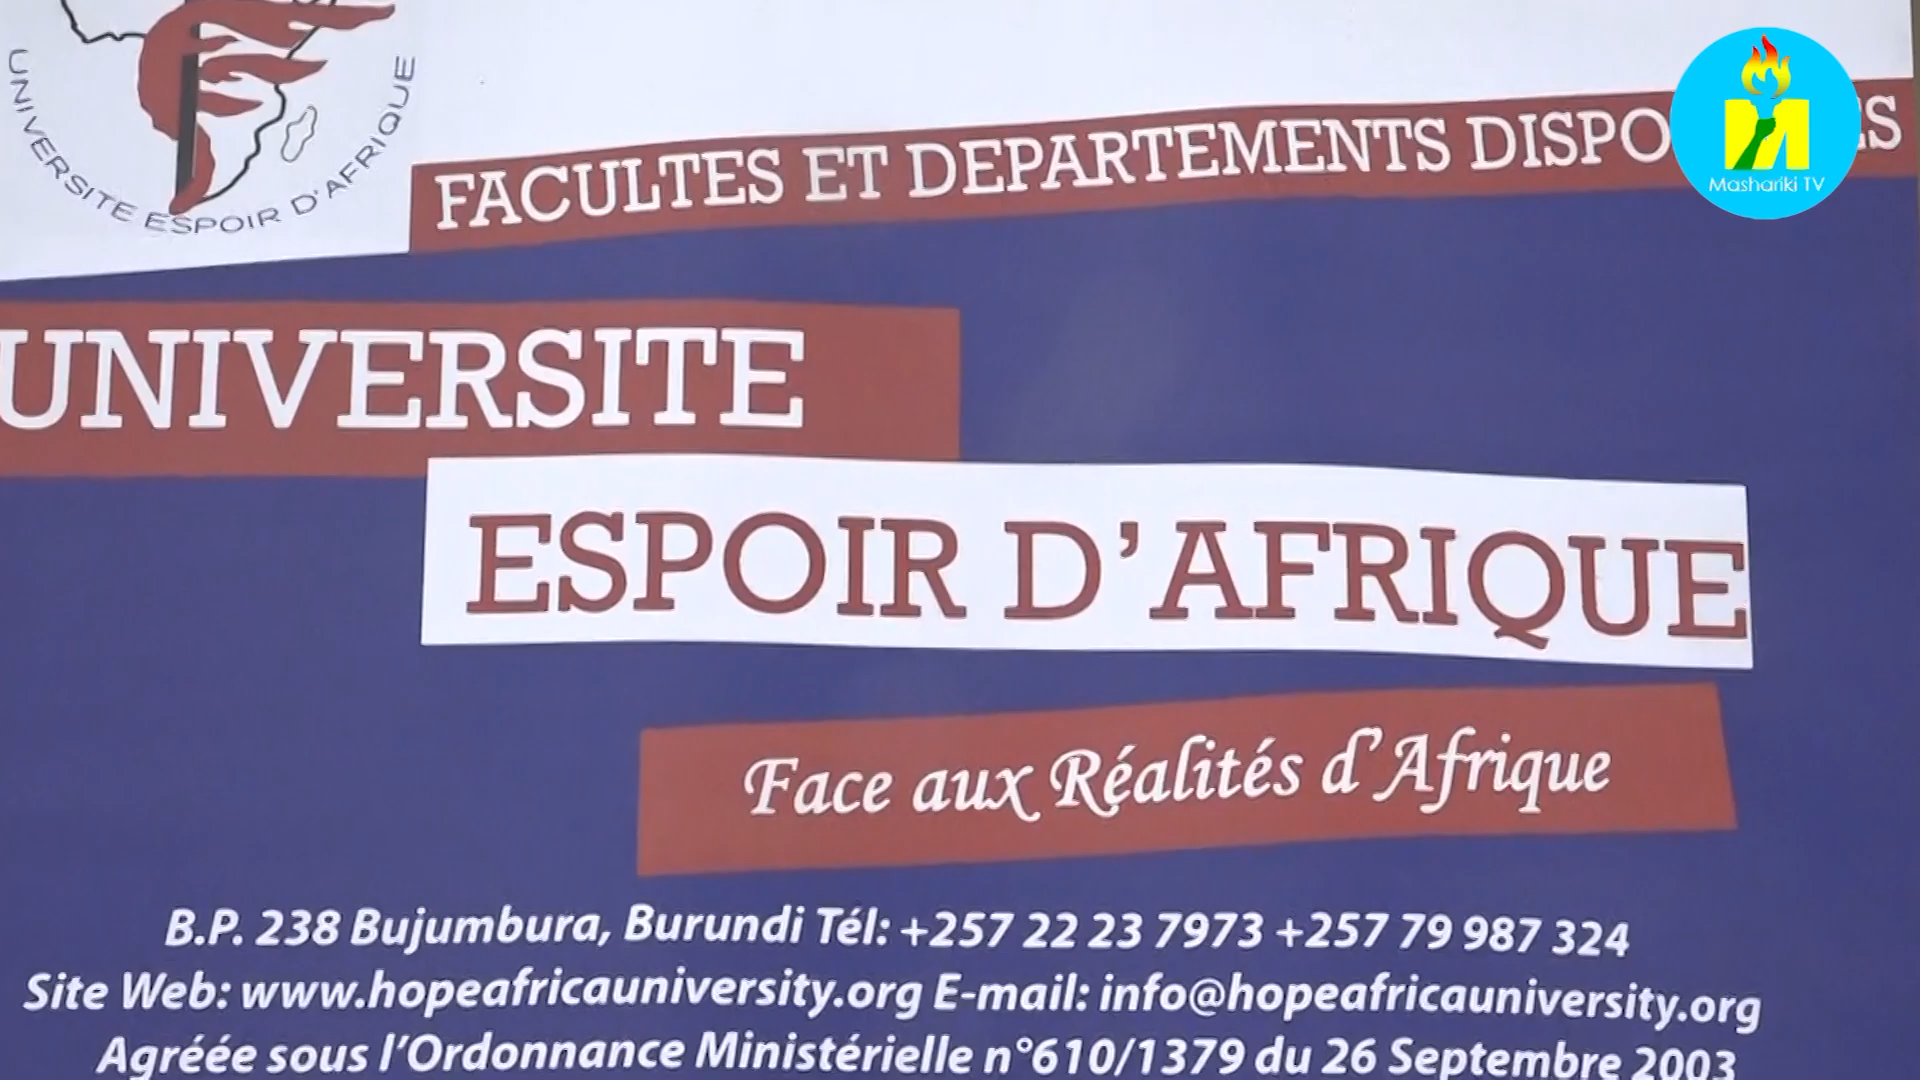 UNIVERSITE ESPOIR D'AFRIQUE
FACULTES ET DEPARTEMENTS
Mashariki TV
UNIVERSITE
ESPOIR D'AFRIQUE
Face aux Réalités d'Afrique
B.P. 238 Bujumbura, Burundi Tél: +257 22 23 7973 +257 79 987 324
Site Web: www.hopeafricauniversity.org E-mail: info@hopeafricauniversity.org
Agréée sous l'Ordonnance Ministérielle n°610/1379 du 26 Septembre 2003